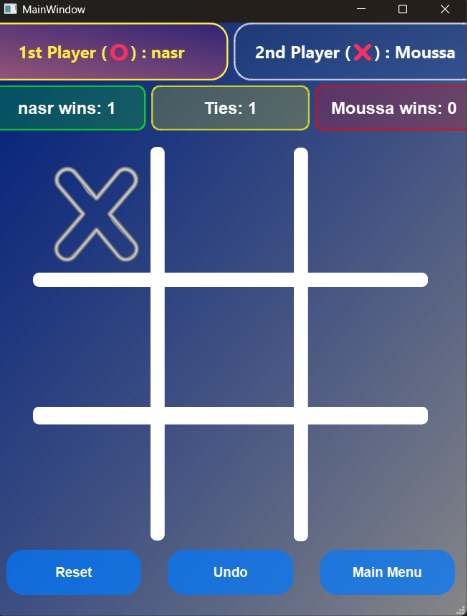 MainWindow
1st Player (⭕) : nasr
2nd Player (❌) : Moussa
nasr wins: 1
Ties: 1
Moussa wins: 0
Reset
Undo
Main Menu